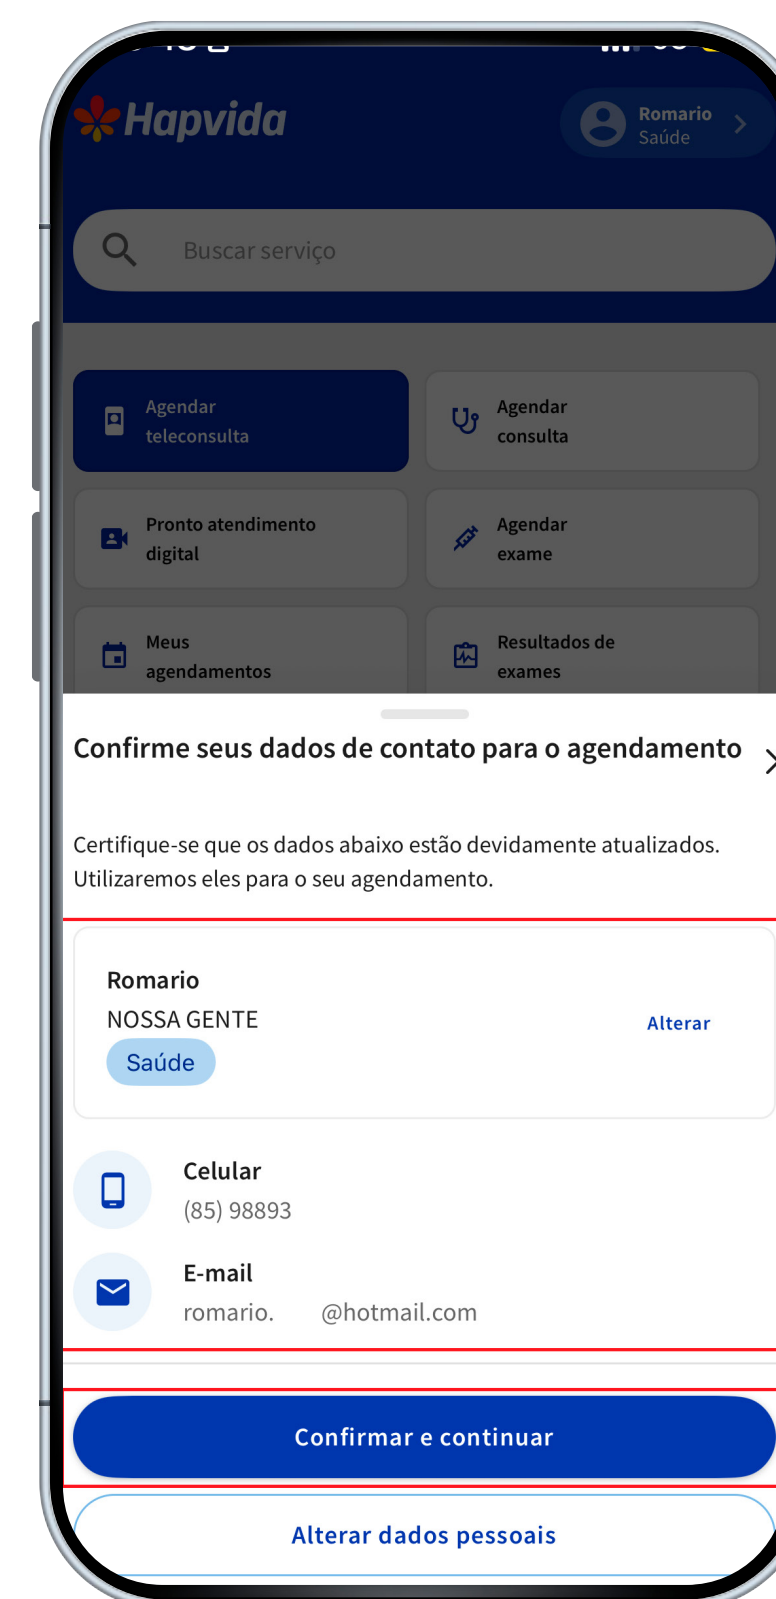 Hapvida
Romario
Saúde
Buscar serviço
Agendar
teleconsulta
Agendar
consulta
Pronto atendimento
digital
Agendar
exame
Meus
agendamentos
Resultados de
exames
Confirme seus dados de contato para o agendamento
Certifique-se que os dados abaixo estão devidamente atualizados.
Utilizaremos eles para o seu agendamento.
Romario
NOSSA GENTE
Saúde
Alterar
Celular
(85) 98893
E-mail
romario. @hotmail.com
Confirmar e continuar
Alterar dados pessoais